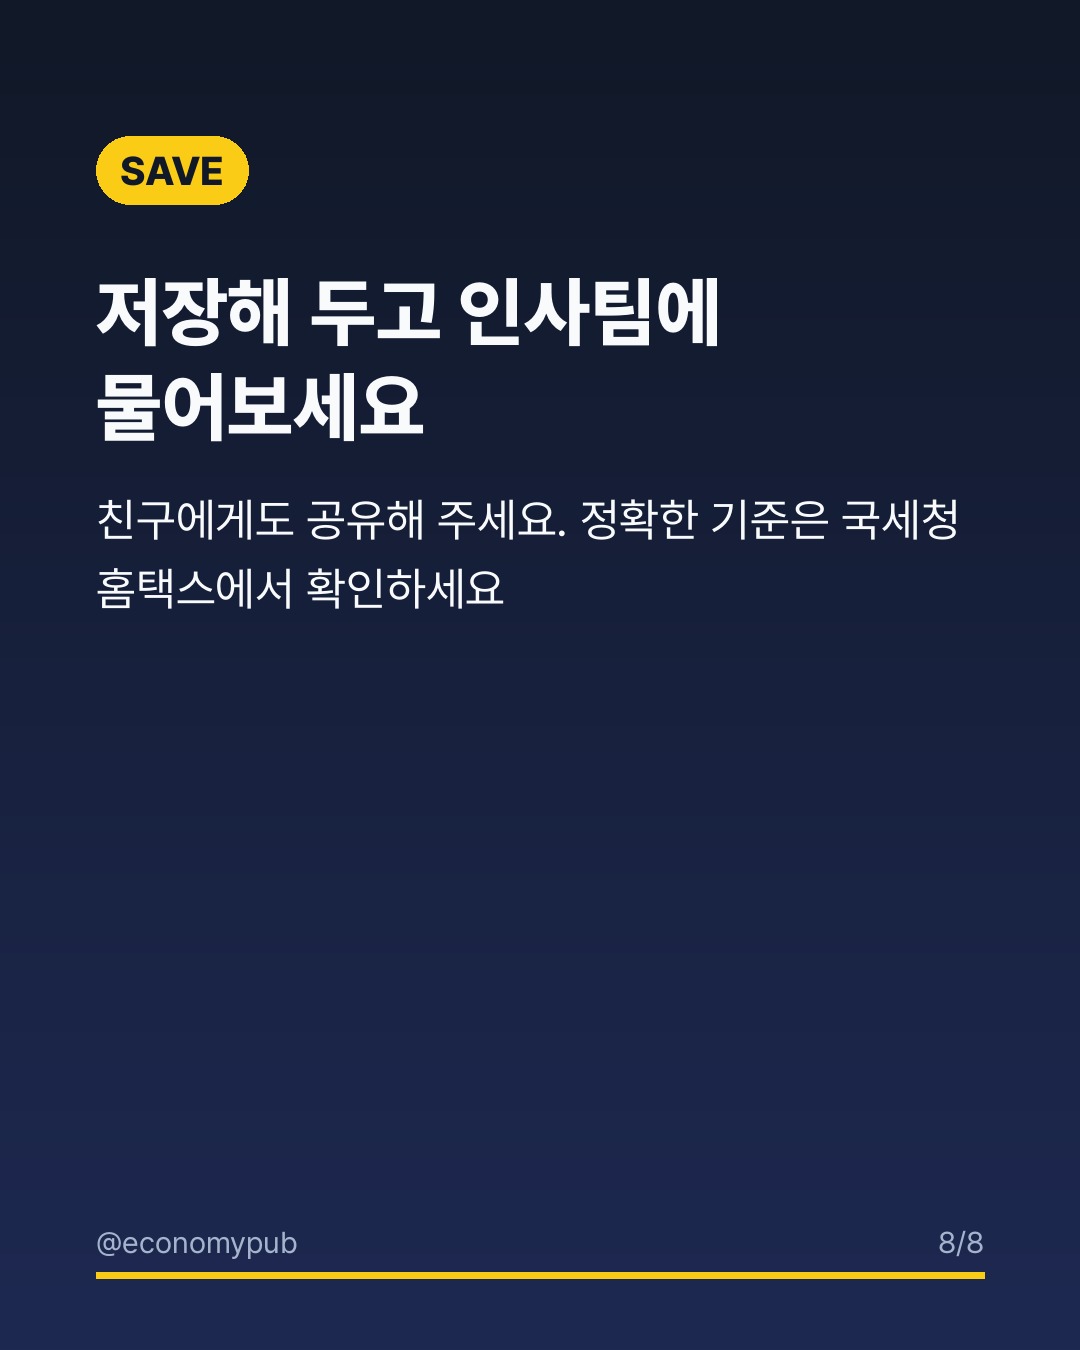 SAVE
저장해 두고 인사팀에
물어보세요
친구에게도 공유해 주세요. 정확한 기준은 국세청
홈택스에서 확인하세요
@economypub
8/8